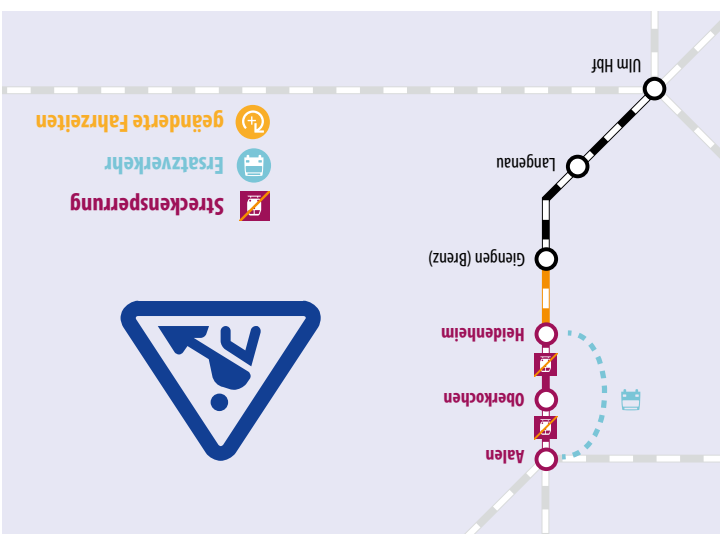 Aalen
Oberkochen
Heidenheim
Giengen (Brenz)
Langenau
Ulm Hbf
Streckensperrung
Ersatzverkehr
geänderte Fahrzeiten